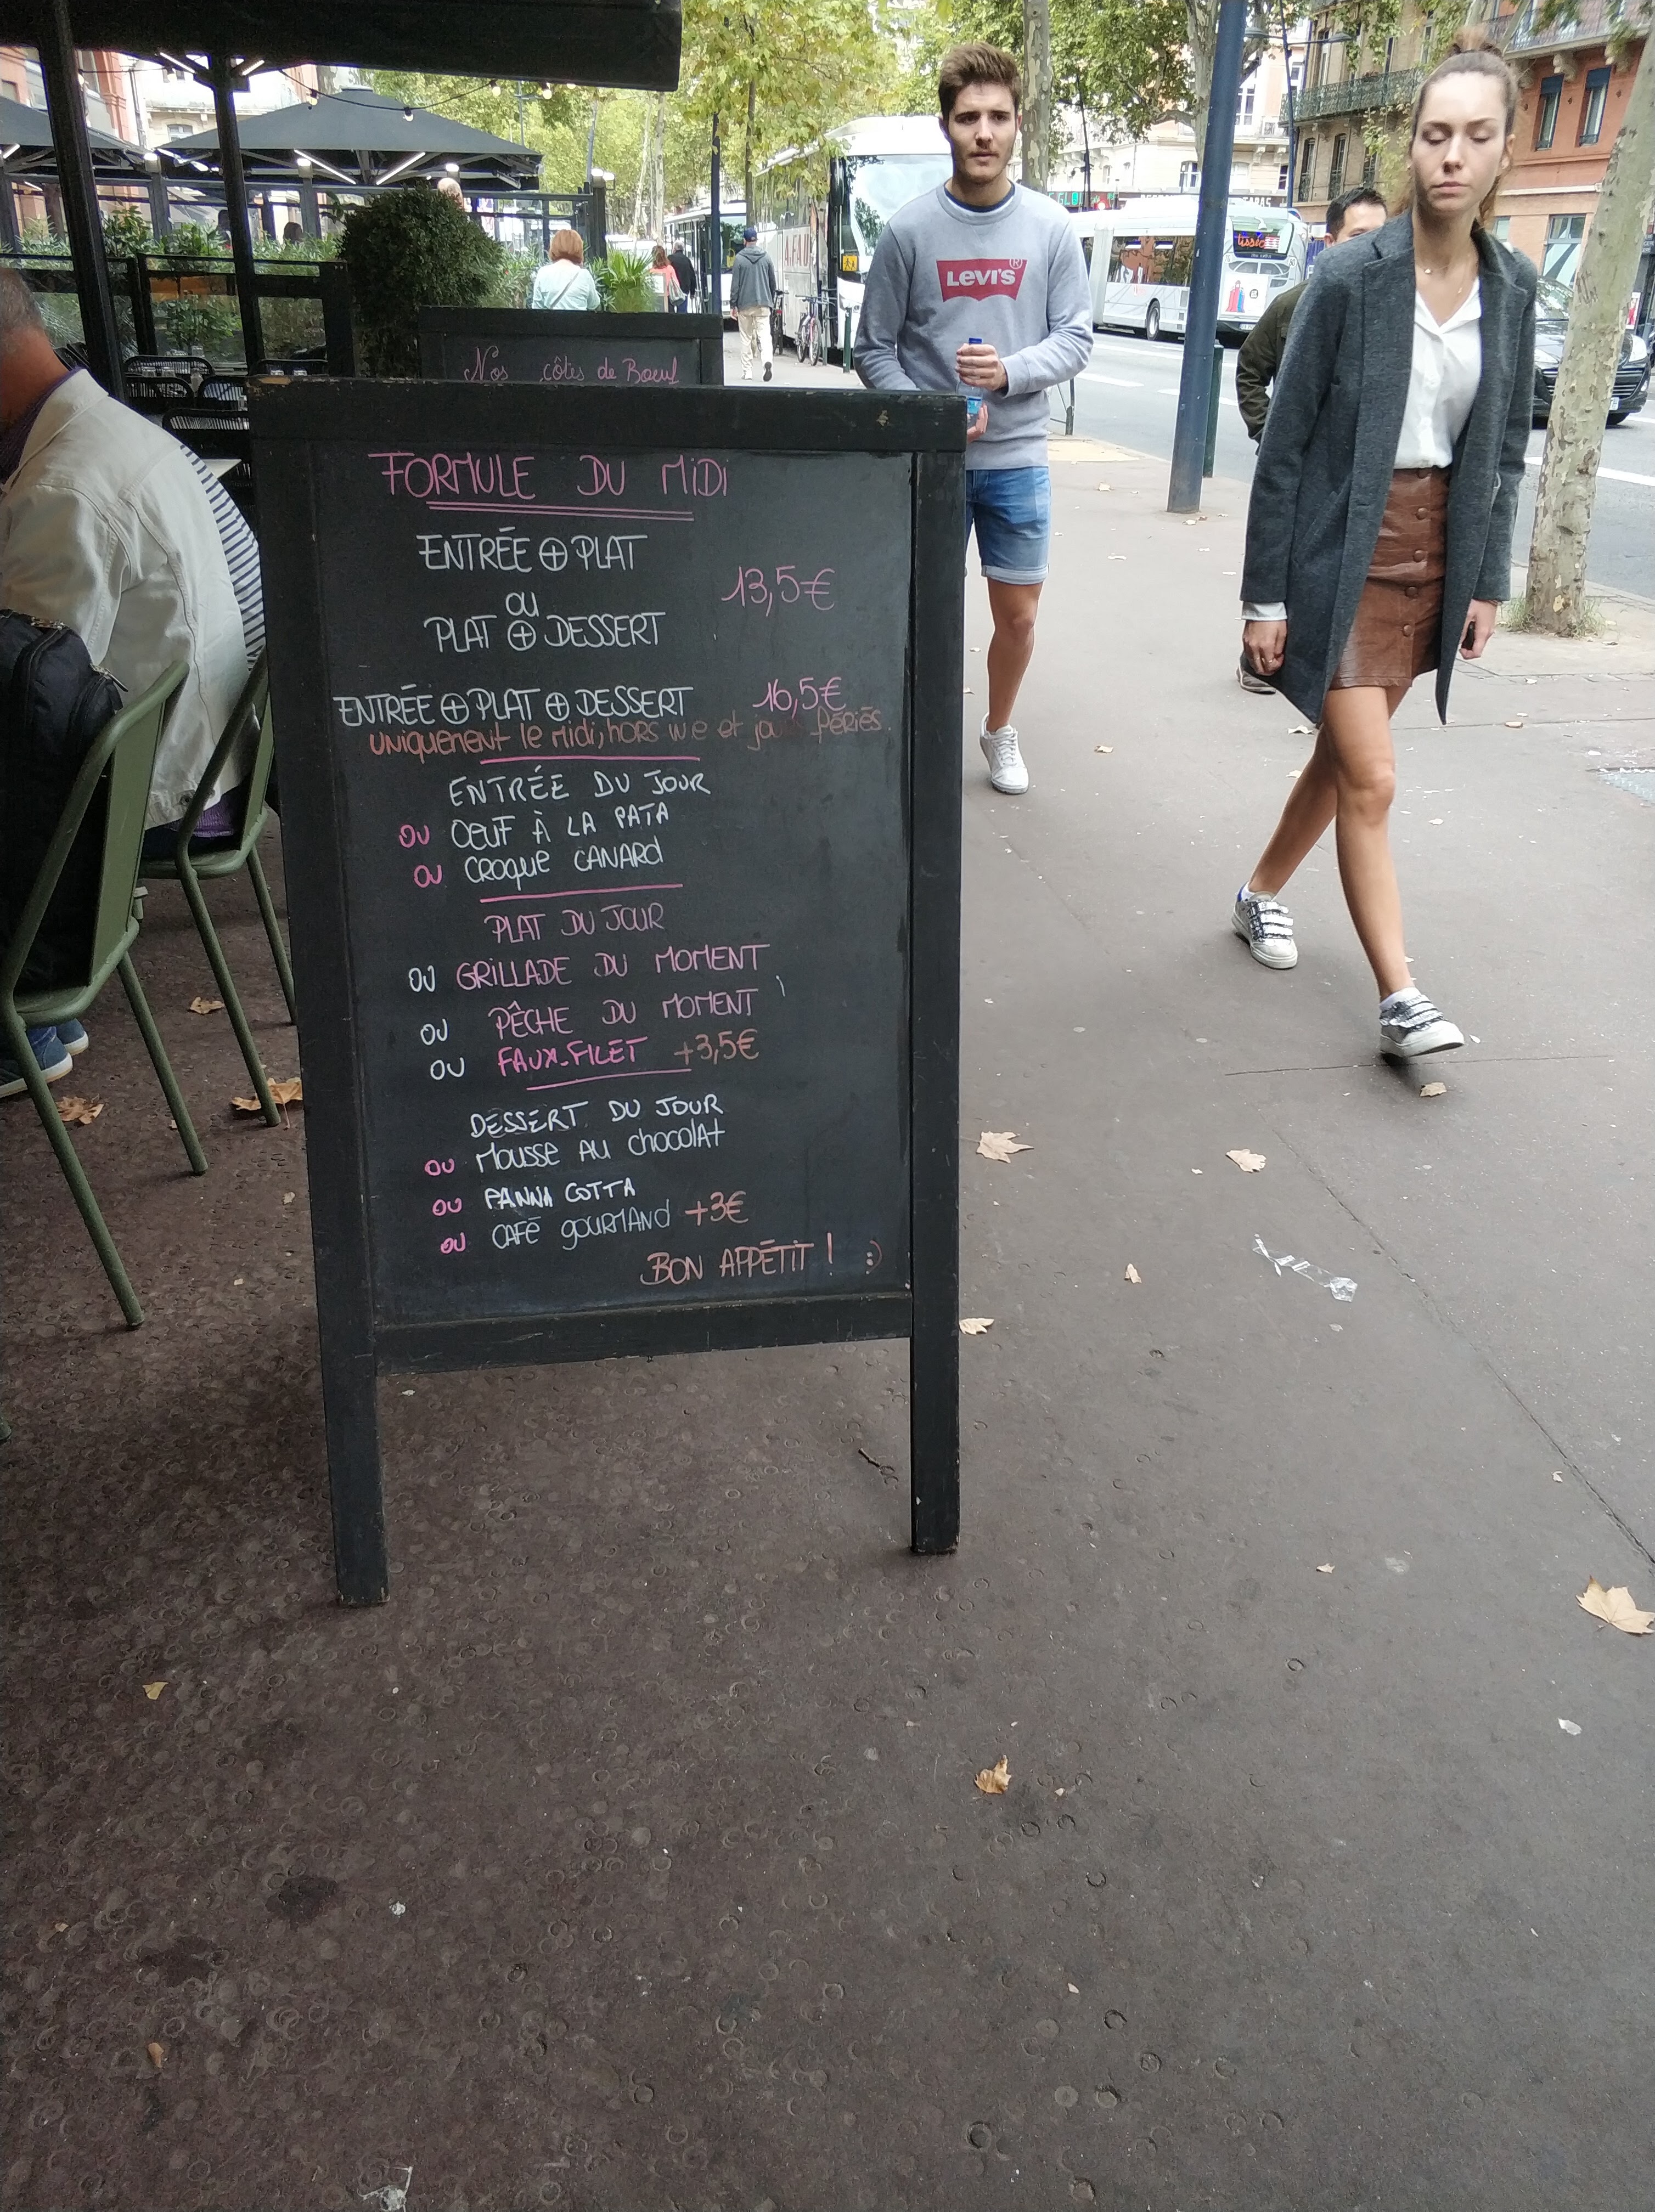 Nos côtes de Bœuf
FORMULE DU MiDi
ENTRÉE + PLAT
ou
PLAT + DESSERT
13,5€
ENTRÉE + PLAT + DESSERT 16,5€
uniquement le midi, hors we et fériés.
ENTRÉE DU JOUR
OU OEUF À LA PATA
OU CROQUE CANARD
PLAT DU JOUR
OU GRILLADE DU MOMENT
OU PÊCHE DU MOMENT
OU FAUX-FILET +3,5€
DESSERT DU JOUR
OU MOUSSE AU chocolAT
OU PANNA COTTA
OU CAFÉ gOURMANd +3€
BON APPÉTIT ! :)
LEVI'S®